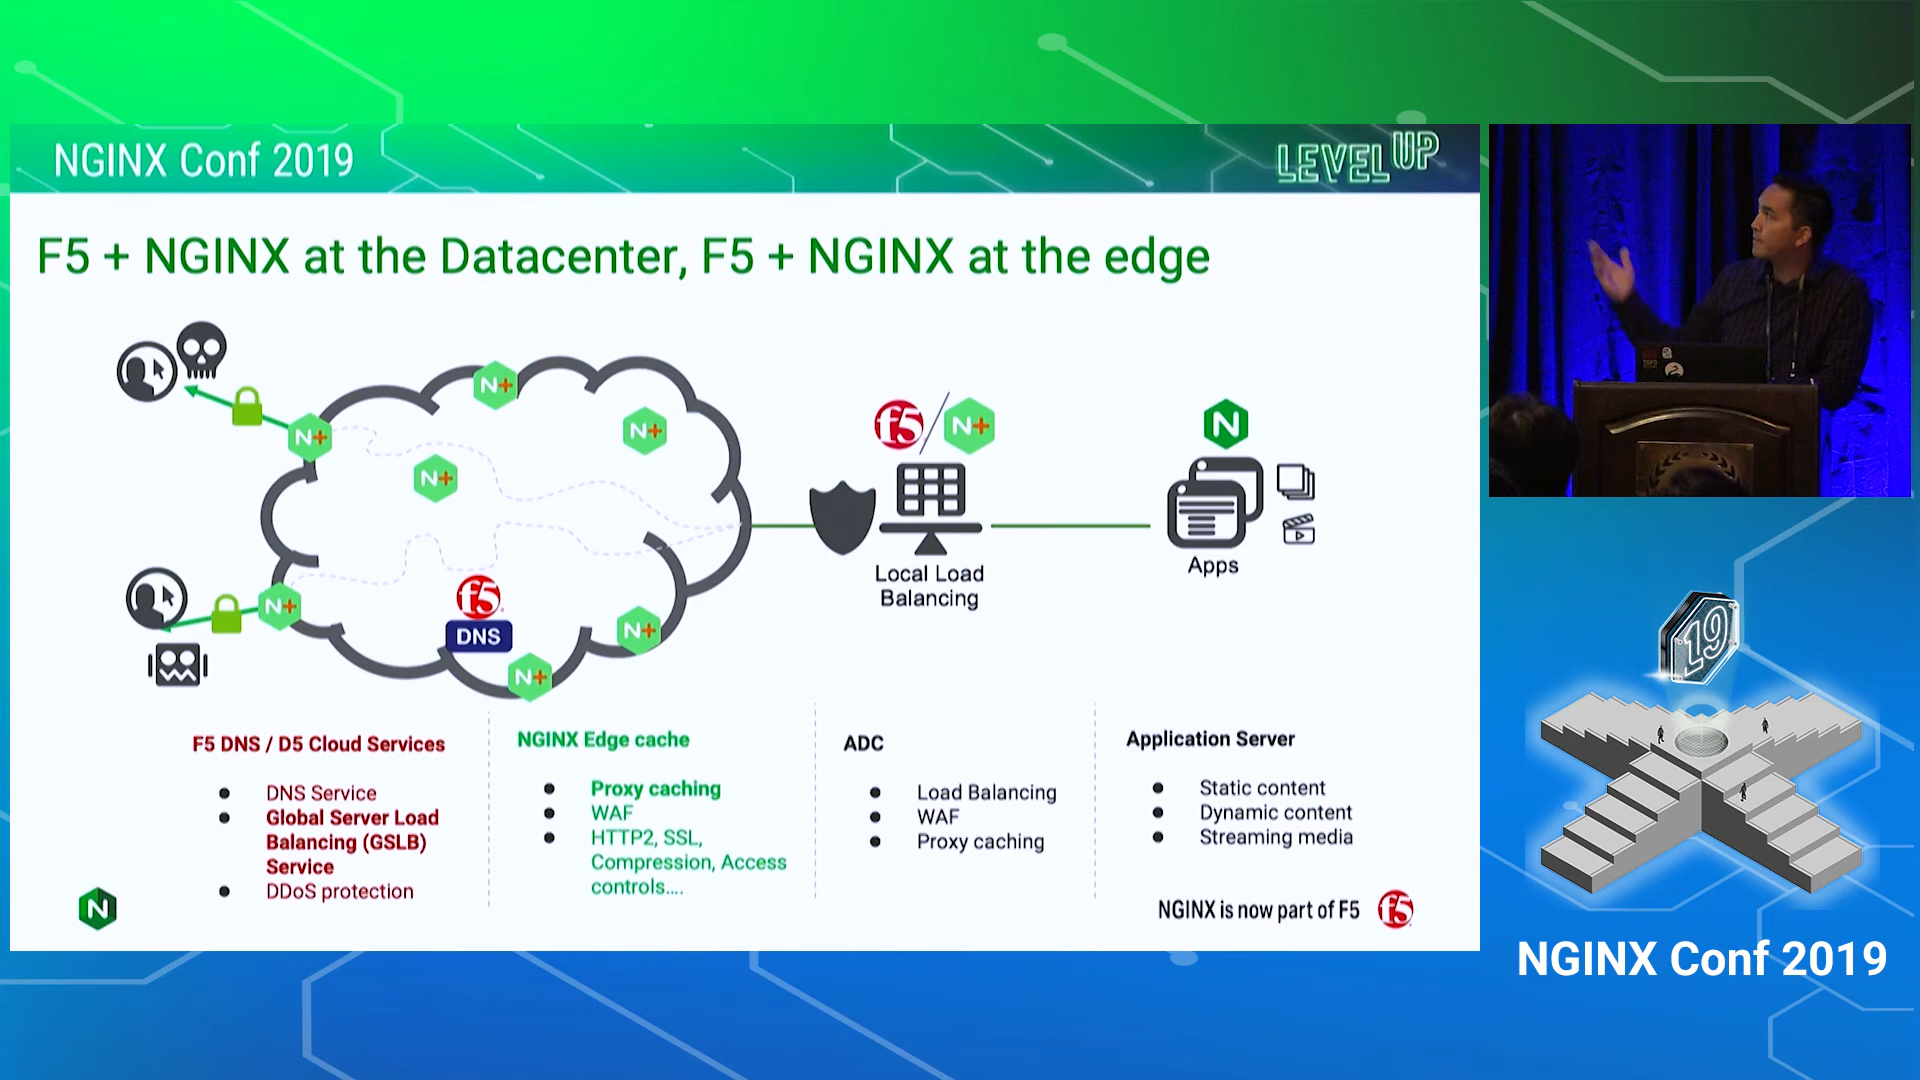 NGINX Conf 2019
LEVEL UP
F5 + NGINX at the Datacenter, F5 + NGINX at the edge
N+
N+
N+
N+
N+
N+
N+
f5
DNS
f5 / N+
Local Load
Balancing
N
Apps
F5 DNS / D5 Cloud Services
DNS Service
Global Server Load
Balancing (GSLB)
Service
DDoS protection
NGINX Edge cache
Proxy caching
WAF
HTTP2, SSL,
Compression, Access
controls....
ADC
Load Balancing
WAF
Proxy caching
Application Server
Static content
Dynamic content
Streaming media
N
NGINX is now part of F5
f5
19
NGINX Conf 2019